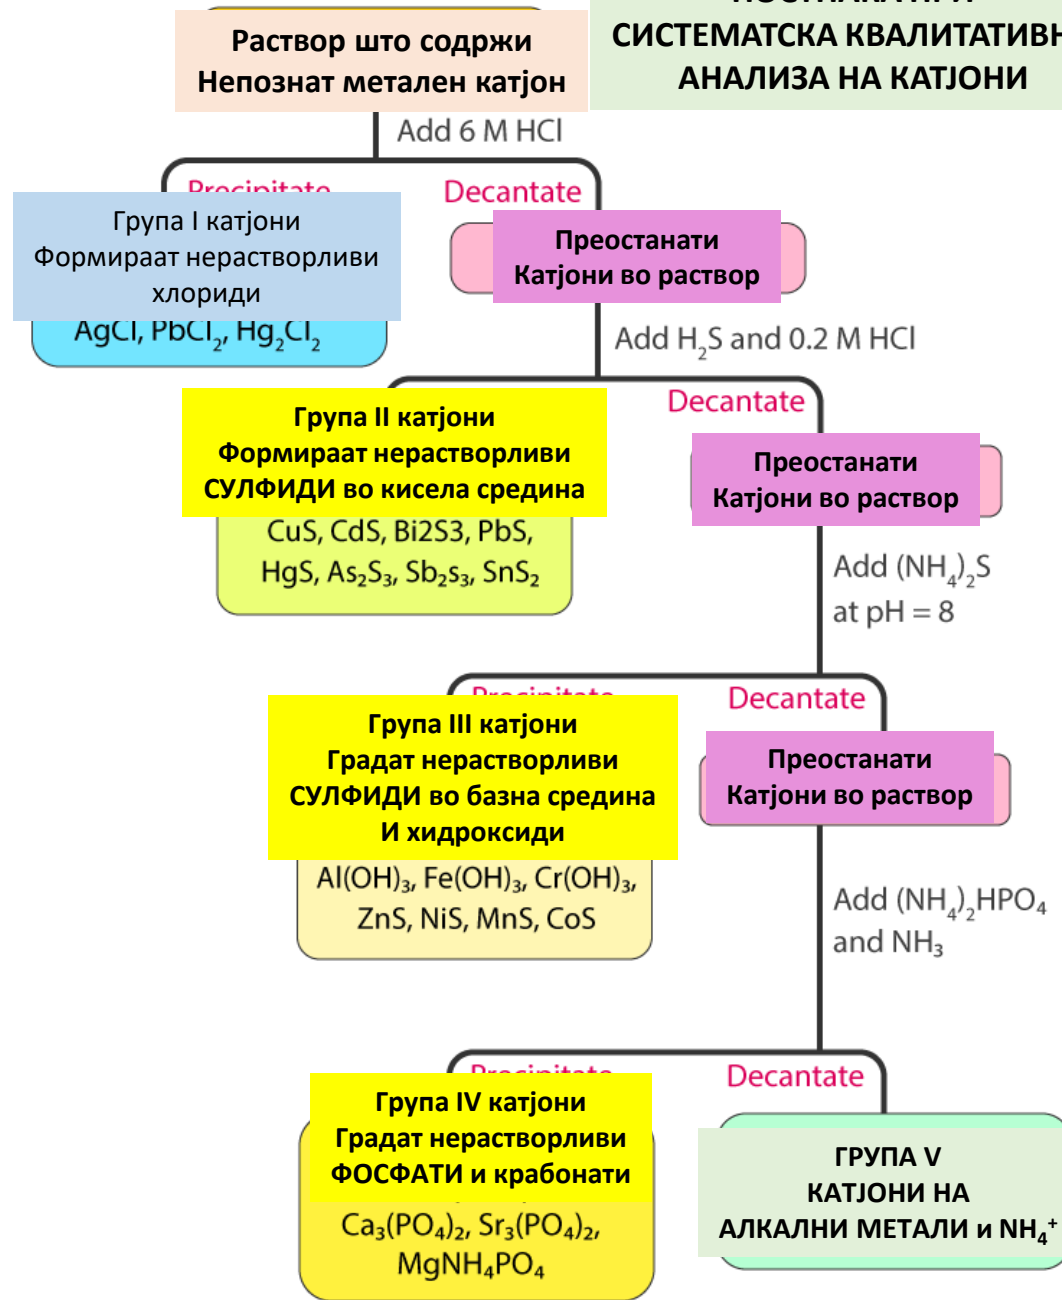 СИСТЕМАТСКА КВАЛИТАТИВН
АНАЛИЗА НА КАТЈОНИ
Раствор што содржи
Непознат метален катјон
Add 6 M HCl
Precipitate
Decantate
Група I катјони
Формираат нерастворливи
хлориди
AgCl, PbCl₂, Hg₂Cl₂
Преостанати
Катјони во раствор
Add H₂S and 0.2 M HCl
Decantate
Група II катјони
Формираат нерастворливи
СУЛФИДИ во кисела средина
CuS, CdS, Bi2S3, PbS,
HgS, As₂S₃, Sb₂s₃, SnS₂
Преостанати
Катјони во раствор
Add (NH₄)₂S
at pH = 8
Precipitate
Decantate
Група III катјони
Градат нерастворливи
СУЛФИДИ во базна средина
И хидроксиди
Al(OH)₃, Fe(OH)₃, Cr(OH)₃,
ZnS, NiS, MnS, CoS
Преостанати
Катјони во раствор
Add (NH₄)₂HPO₄
and NH₃
Precipitate
Decantate
Група IV катјони
Градат нерастворливи
ФОСФАТИ и крабонати
Ca₃(PO₄)₂, Sr₃(PO₄)₂,
MgNH₄PO₄
ГРУПА V
КАТЈОНИ НА
АЛКАЛНИ МЕТАЛИ и NH₄⁺